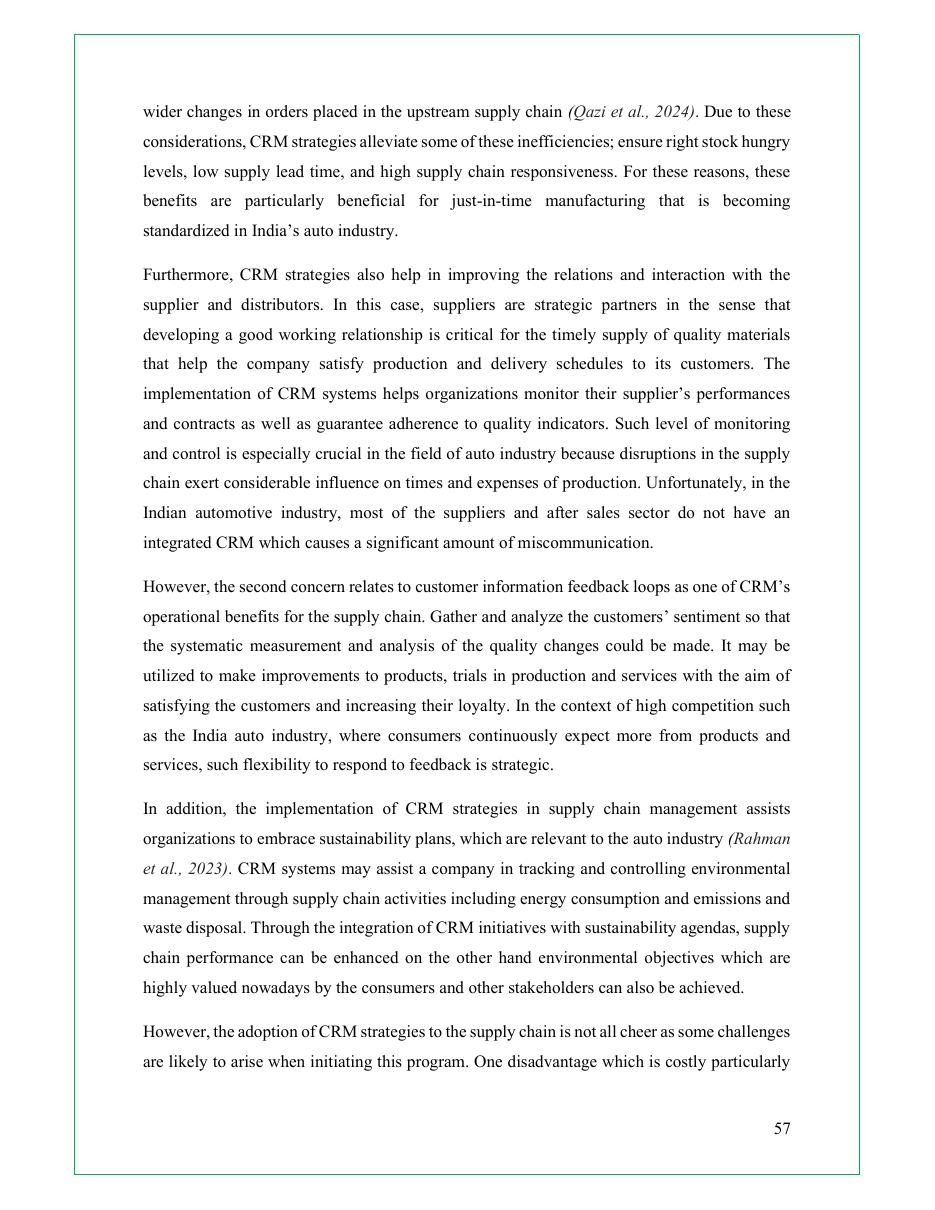 wider changes in orders placed in the upstream supply chain (Qazi et al., 2024). Due to these
considerations, CRM strategies alleviate some of these inefficiencies; ensure right stock hungry
levels, low supply lead time, and high supply chain responsiveness. For these reasons, these
benefits are particularly beneficial for just-in-time manufacturing that is becoming
standardized in India’s auto industry.
Furthermore, CRM strategies also help in improving the relations and interaction with the
supplier and distributors. In this case, suppliers are strategic partners in the sense that
developing a good working relationship is critical for the timely supply of quality materials
that help the company satisfy production and delivery schedules to its customers. The
implementation of CRM systems helps organizations monitor their supplier’s performances
and contracts as well as guarantee adherence to quality indicators. Such level of monitoring
and control is especially crucial in the field of auto industry because disruptions in the supply
chain exert considerable influence on times and expenses of production. Unfortunately, in the
Indian automotive industry, most of the suppliers and after sales sector do not have an
integrated CRM which causes a significant amount of miscommunication.
However, the second concern relates to customer information feedback loops as one of CRM’s
operational benefits for the supply chain. Gather and analyze the customers’ sentiment so that
the systematic measurement and analysis of the quality changes could be made. It may be
utilized to make improvements to products, trials in production and services with the aim of
satisfying the customers and increasing their loyalty. In the context of high competition such
as the India auto industry, where consumers continuously expect more from products and
services, such flexibility to respond to feedback is strategic.
In addition, the implementation of CRM strategies in supply chain management assists
organizations to embrace sustainability plans, which are relevant to the auto industry (Rahman
et al., 2023). CRM systems may assist a company in tracking and controlling environmental
management through supply chain activities including energy consumption and emissions and
waste disposal. Through the integration of CRM initiatives with sustainability agendas, supply
chain performance can be enhanced on the other hand environmental objectives which are
highly valued nowadays by the consumers and other stakeholders can also be achieved.
However, the adoption of CRM strategies to the supply chain is not all cheer as some challenges
are likely to arise when initiating this program. One disadvantage which is costly particularly
57